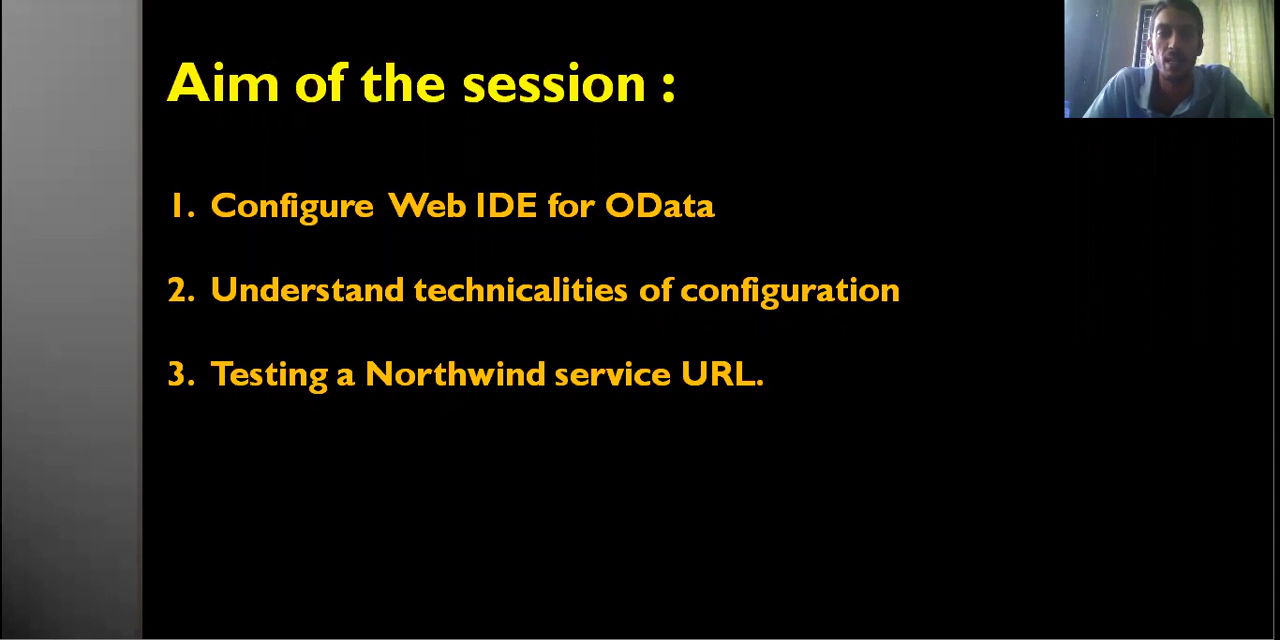 Aim of the session :
1. Configure Web IDE for OData
2. Understand technicalities of configuration
3. Testing a Northwind service URL.